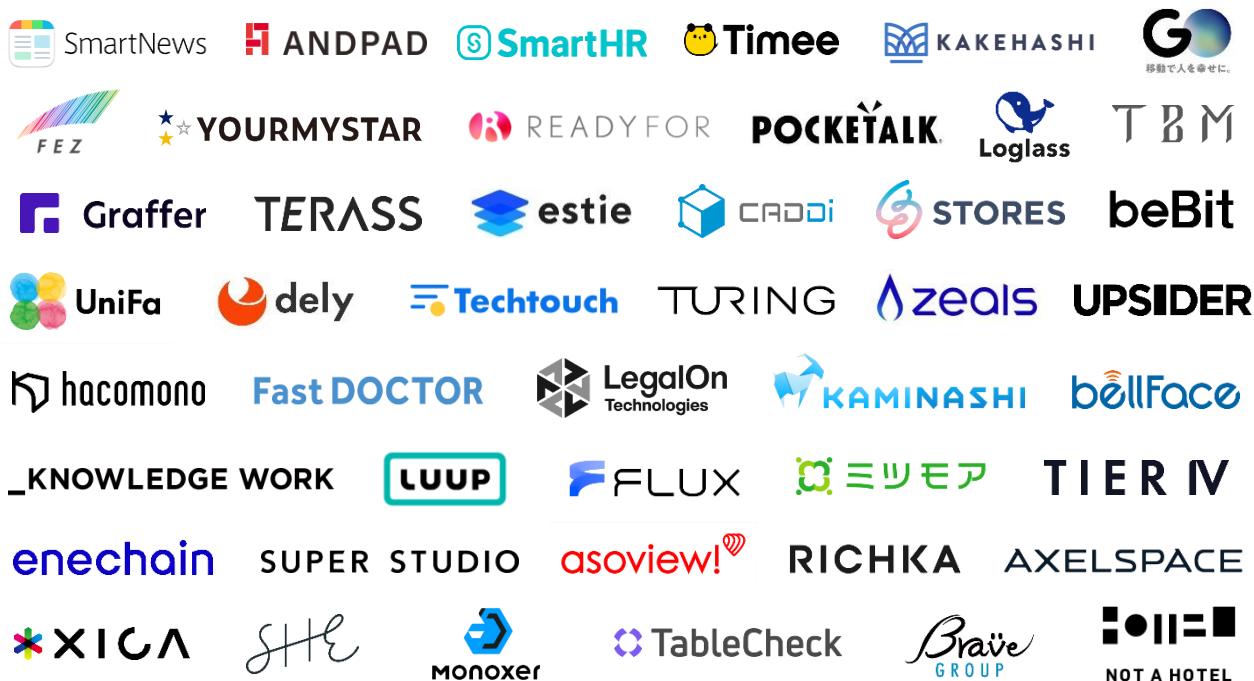 SmartNews
ANDPAD
SmartHR
Timee
KAKEHASHI
GO
移動で人を幸せに。
FEZ
YOURMYSTAR
READYFOR
POCKETALK
Loglass
TBM
Graffer
TERASS
estie
CADDi
STORES
beBit
UniFa
dely
Techtouch
TURING
zeals
UPSIDER
hacomono
Fast DOCTOR
LegalOn
Technologies
KAMINASHI
bellFace
_KNOWLEDGE WORK
LUUP
FLUX
ミツモア
TIER IV
enechain
SUPER STUDIO
asoview!
RICHKA
AXELSPACE
XICA
SHE
MONOXER
TableCheck
Brave
GROUP
NOT A HOTEL